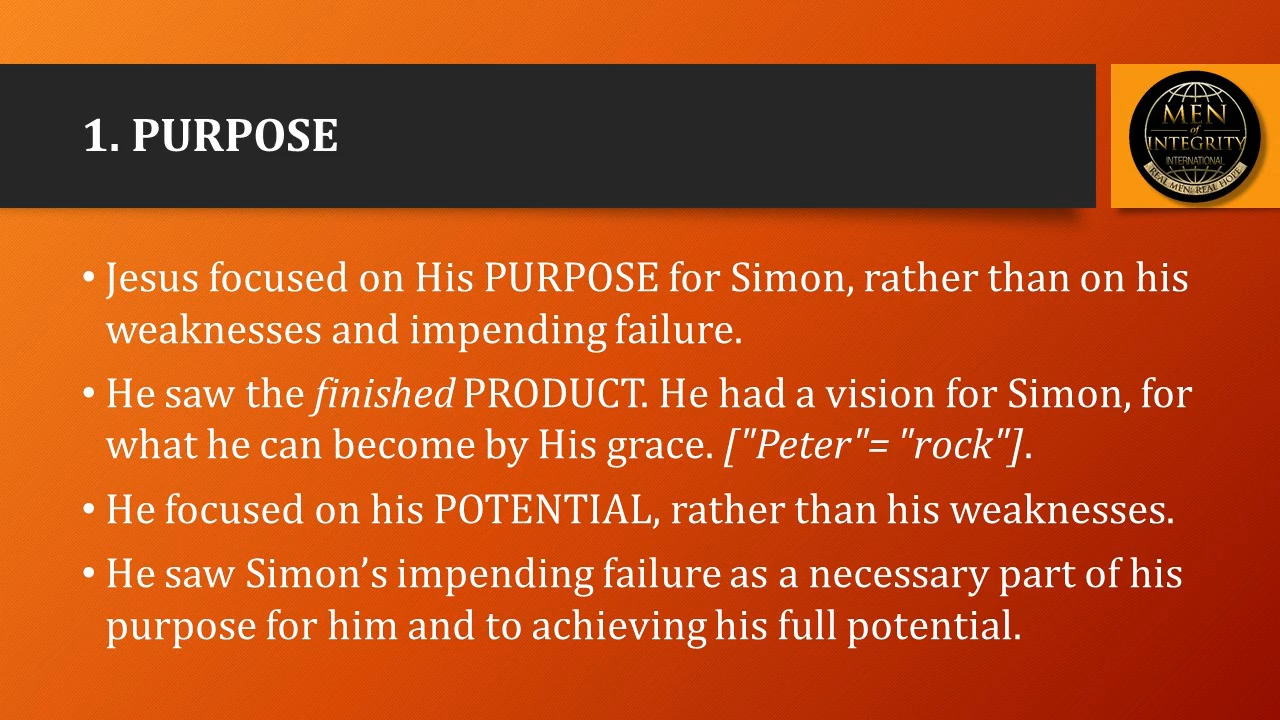 1. PURPOSE
MEN
of
INTEGRITY
INTERNATIONAL
REAL MEN; REAL HOPE
• Jesus focused on His PURPOSE for Simon, rather than on his
weaknesses and impending failure.
• He saw the finished PRODUCT. He had a vision for Simon, for
what he can become by His grace. ["Peter"= "rock"].
• He focused on his POTENTIAL, rather than his weaknesses.
• He saw Simon’s impending failure as a necessary part of his
purpose for him and to achieving his full potential.